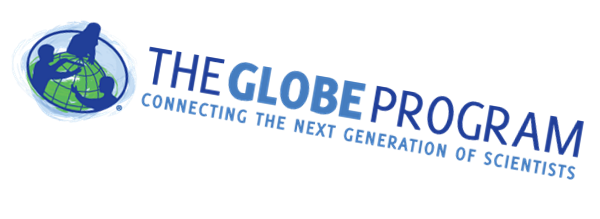 THE GLOBE PROGRAM
CONNECTING THE NEXT GENERATION OF SCIENTISTS
®